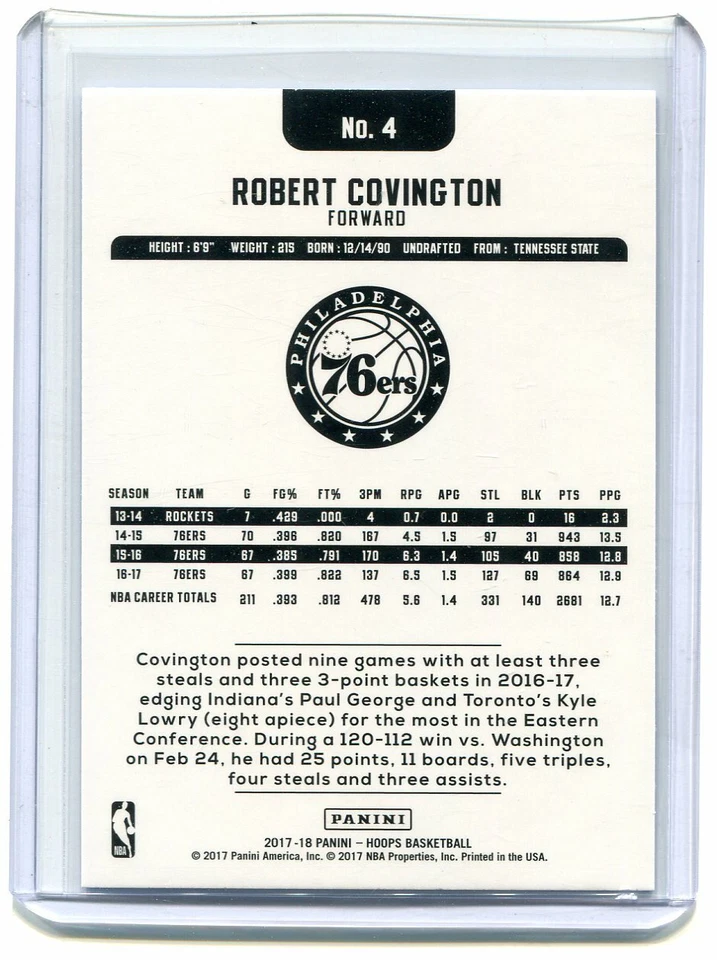 No. 4
ROBERT COVINGTON
FORWARD
HEIGHT : 6'9" WEIGHT : 215 BORN : 12/14/90 UNDRAFTED FROM : TENNESSEE STATE
PHILADELPHIA
76ers
SEASON TEAM G FG% FT% 3PM RPG APG STL BLK PTS PPG
13-14 ROCKETS 7 .429 .000 4 0.7 0.0 2 0 16 2.3
14-15 76ERS 70 .396 .820 167 4.5 1.5 97 31 943 13.5
15-16 76ERS 67 .385 .791 170 6.3 1.4 105 40 858 12.8
16-17 76ERS 67 .399 .822 137 6.5 1.5 127 69 864 12.9
NBA CAREER TOTALS 211 .393 .812 478 5.6 1.4 331 140 2681 12.7
Covington posted nine games with at least three
steals and three 3-point baskets in 2016-17,
edging Indiana's Paul George and Toronto's Kyle
Lowry (eight apiece) for the most in the Eastern
Conference. During a 120-112 win vs. Washington
on Feb 24, he had 25 points, 11 boards, five triples,
four steals and three assists.
PANINI
NBA
2017-18 PANINI – HOOPS BASKETBALL
© 2017 Panini America, Inc. © 2017 NBA Properties, Inc. Printed in the USA.